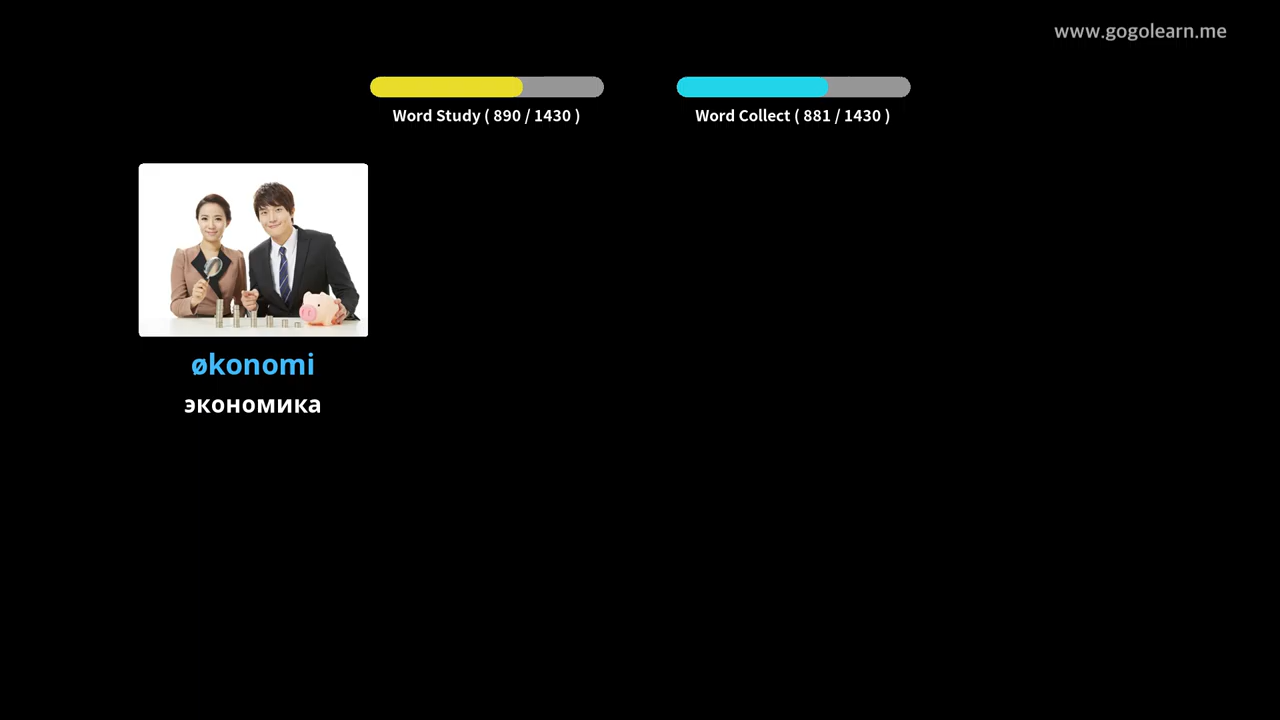 www.gogolearn.me
Word Study ( 890 / 1430 )
Word Collect ( 881 / 1430 )
økonomi
экономика